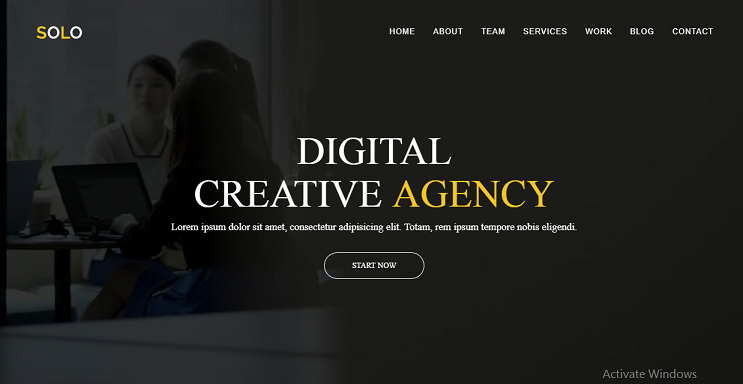 SOLO
HOME ABOUT TEAM SERVICES WORK BLOG CONTACT
DIGITAL
CREATIVE AGENCY
Lorem ipsum dolor sit amet, consectetur adipisicing elit. Totam, rem ipsum tempore nobis eligendi.
START NOW
Activate Windows